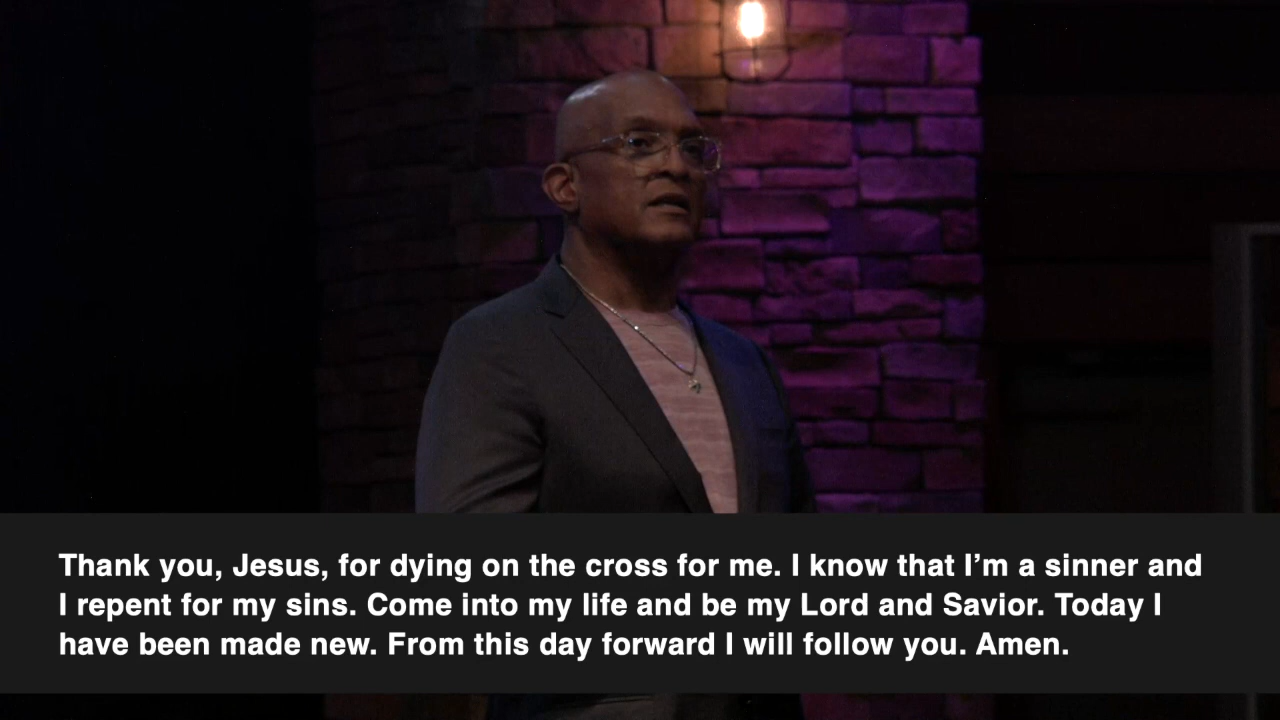 Thank you, Jesus, for dying on the cross for me. I know that I’m a sinner and
I repent for my sins. Come into my life and be my Lord and Savior. Today I
have been made new. From this day forward I will follow you. Amen.